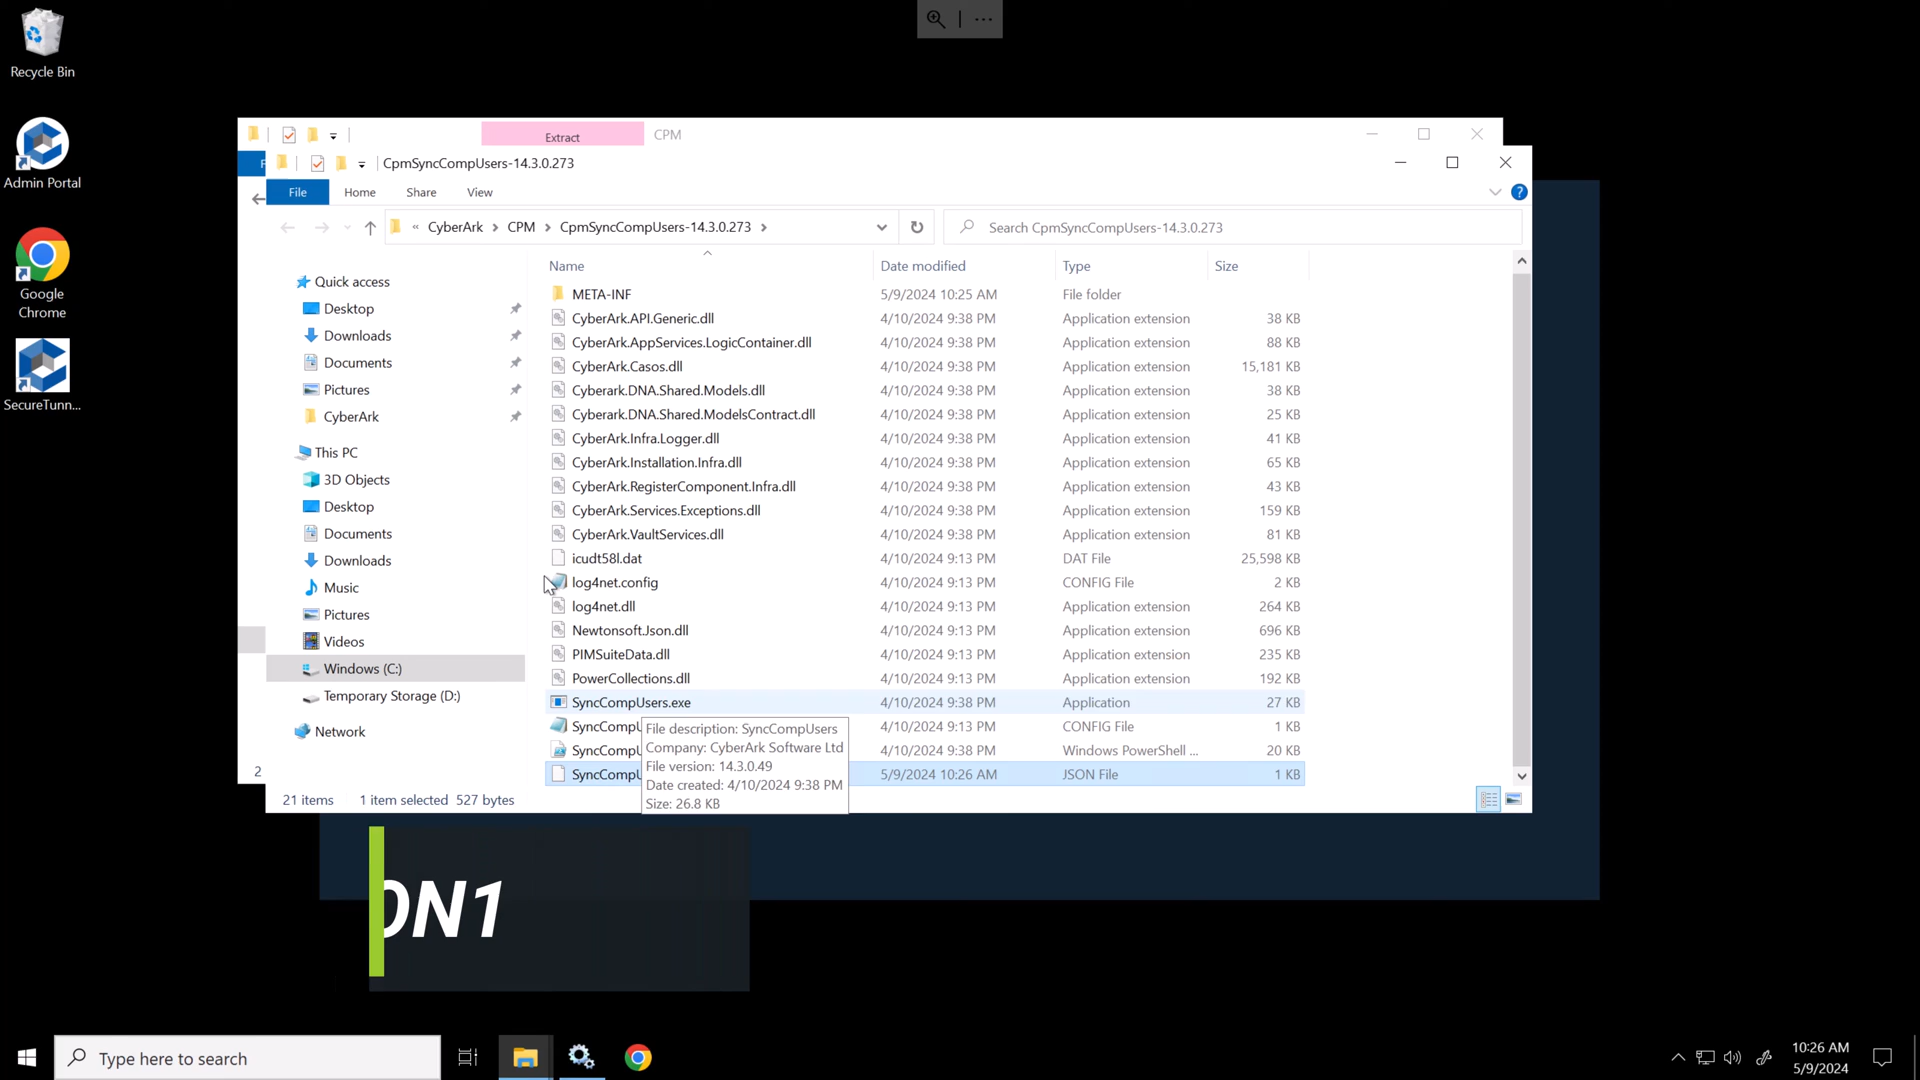 Recycle Bin
Admin Portal
Google
Chrome
SecureTunn...
Extract
CPM
CpmSyncCompUsers-14.3.0.273
File
Home
Share
View
« CyberArk > CPM > CpmSyncCompUsers-14.3.0.273 >
Search CpmSyncCompUsers-14.3.0.273
Name Date modified Type Size
Quick access
Desktop
Downloads
Documents
Pictures
CyberArk
This PC
3D Objects
Desktop
Documents
Downloads
Music
Pictures
Videos
Windows (C:)
Temporary Storage (D:)
Network
META-INF 5/9/2024 10:25 AM File folder
CyberArk.API.Generic.dll 4/10/2024 9:38 PM Application extension 38 KB
CyberArk.AppServices.LogicContainer.dll 4/10/2024 9:38 PM Application extension 88 KB
CyberArk.Casos.dll 4/10/2024 9:38 PM Application extension 15,181 KB
Cyberark.DNA.Shared.Models.dll 4/10/2024 9:38 PM Application extension 38 KB
Cyberark.DNA.Shared.ModelsContract.dll 4/10/2024 9:38 PM Application extension 25 KB
CyberArk.Infra.Logger.dll 4/10/2024 9:38 PM Application extension 41 KB
CyberArk.Installation.Infra.dll 4/10/2024 9:38 PM Application extension 65 KB
CyberArk.RegisterComponent.Infra.dll 4/10/2024 9:38 PM Application extension 43 KB
CyberArk.Services.Exceptions.dll 4/10/2024 9:38 PM Application extension 159 KB
CyberArk.VaultServices.dll 4/10/2024 9:38 PM Application extension 81 KB
icudt58l.dat 4/10/2024 9:13 PM DAT File 25,598 KB
log4net.config 4/10/2024 9:13 PM CONFIG File 2 KB
log4net.dll 4/10/2024 9:13 PM Application extension 264 KB
Newtonsoft.Json.dll 4/10/2024 9:13 PM Application extension 696 KB
PIMSuiteData.dll 4/10/2024 9:13 PM Application extension 235 KB
PowerCollections.dll 4/10/2024 9:13 PM Application extension 192 KB
SyncCompUsers.exe 4/10/2024 9:38 PM Application 27 KB
SyncCompU 4/10/2024 9:13 PM CONFIG File 1 KB
SyncCompU 4/10/2024 9:38 PM Windows PowerShell ... 20 KB
SyncCompU 5/9/2024 10:26 AM JSON File 1 KB
File description: SyncCompUsers
Company: CyberArk Software Ltd
File version: 14.3.0.49
Date created: 4/10/2024 9:38 PM
Size: 26.8 KB
2
21 items 1 item selected 527 bytes
ON1
Type here to search
10:26 AM
5/9/2024